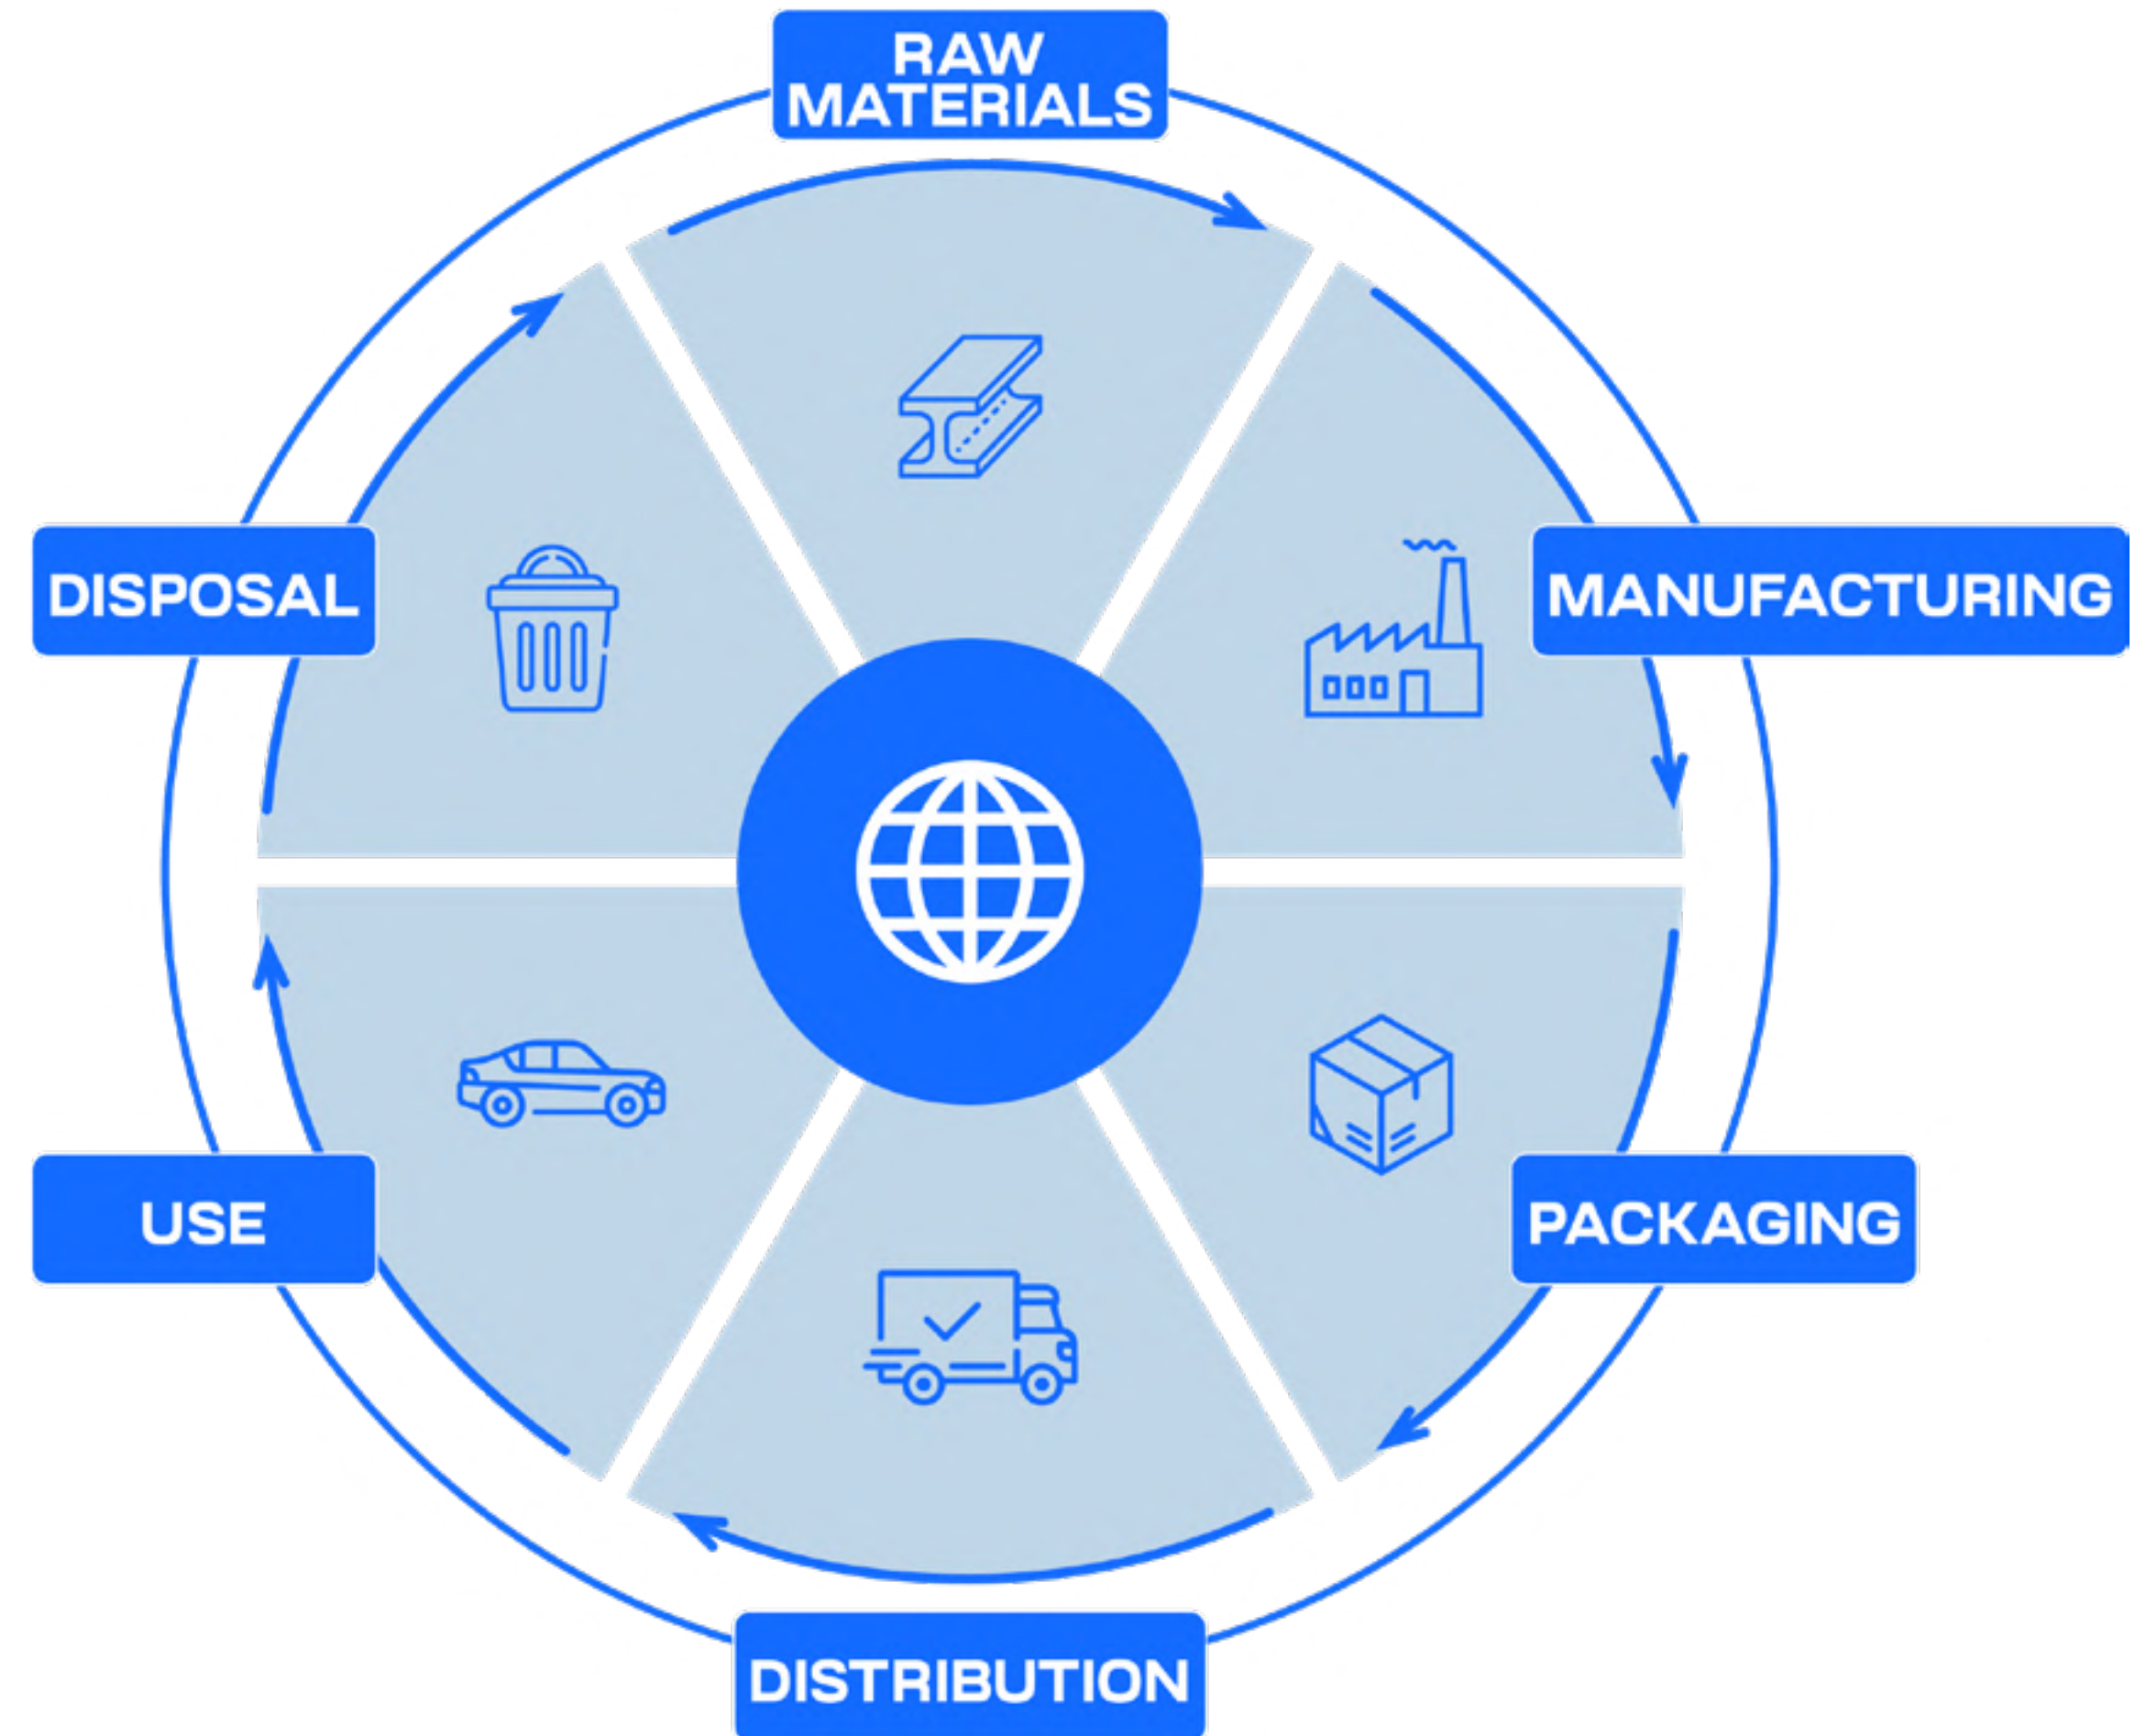 RAW
MATERIALS
DISPOSAL
MANUFACTURING
USE
PACKAGING
DISTRIBUTION